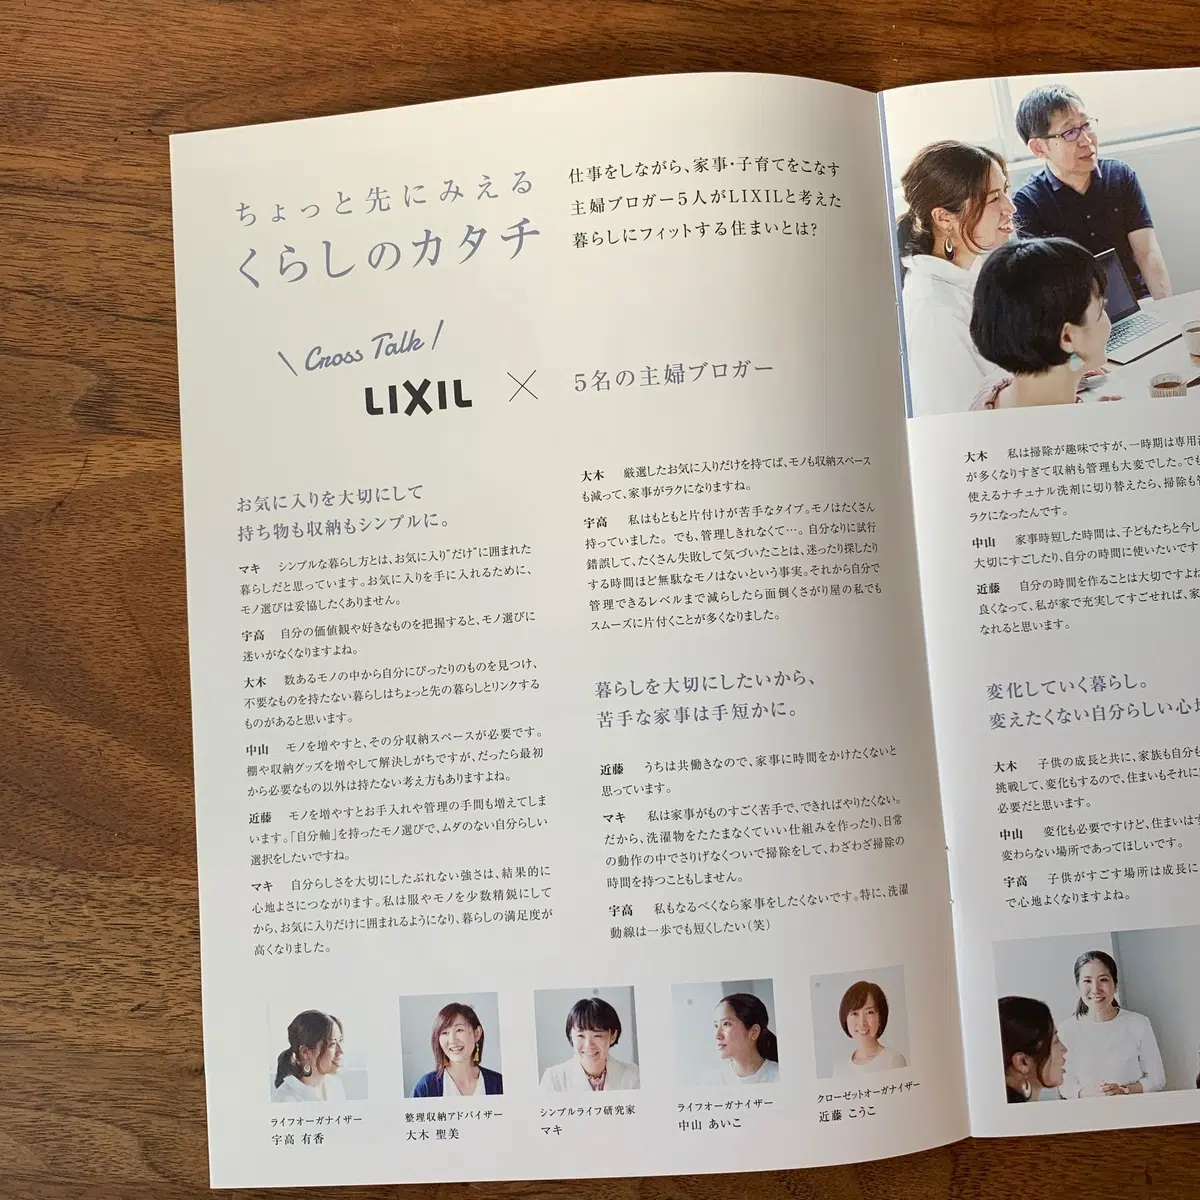 ちょっと先にみえる
くらしのカタチ
仕事をしながら、家事・子育てをこなす
主婦ブロガー5人がLIXILと考えた
暮らしにフィットする住まいとは?
\ Cross Talk /
LIXIL × 5名の主婦ブロガー
お気に入りを大切にして
持ち物も収納もシンプルに。
マキ シンプルな暮らし方とは、お気に入り"だけ"に囲まれた
暮らしだと思っています。お気に入りを手に入れるために、
モノ選びは妥協したくありません。
宇高 自分の価値観や好きなものを把握すると、モノ選びに
迷いがなくなりますよね。
大木 数あるモノの中から自分にぴったりのものを見つけ、
不要なものを持たない暮らしはちょっと先の暮らしとリンクする
ものがあると思います。
中山 モノを増やすと、その分収納スペースが必要です。
棚や収納グッズを増やして解決しがちですが、だったら最初
から必要なもの以外は持たない考え方もありますよね。
近藤 モノを増やすとお手入れや管理の手間も増えてしま
います。「自分軸」を持ったモノ選びで、ムダのない自分らしい
選択をしたいですね。
マキ 自分らしさを大切にしたぶれない強さは、結果的に
心地よさにつながります。私は服やモノを少数精鋭にして
から、お気に入りだけに囲まれるようになり、暮らしの満足度が
高くなりました。
大木 厳選したお気に入りだけを持てば、モノも収納スペース
も減って、家事がラクになりますね。
宇高 私はもともと片付けが苦手なタイプ。モノはたくさん
持っていました。でも、管理しきれなくて…。自分なりに試行
錯誤して、たくさん失敗して気づいたことは、迷ったり探したり
する時間ほど無駄なモノはないという事実。それから自分で
管理できるレベルまで減らしたら面倒くさがり屋の私でも
スムーズに片付くことが多くなりました。
暮らしを大切にしたいから、
苦手な家事は手短かに。
近藤 うちは共働きなので、家事に時間をかけたくないと
思っています。
マキ 私は家事がものすごく苦手で、できればやりたくない。
だから、洗濯物をたたまなくていい仕組みを作ったり、日常
の動作の中でさりげなくついで掃除をして、わざわざ掃除の
時間を持つこともしません。
宇高 私もなるべくなら家事をしたくないです。特に、洗濯
動線は一歩でも短くしたい(笑)
ライフオーガナイザー
宇高 有香
整理収納アドバイザー
大木 聖美
シンプルライフ研究家
マキ
ライフオーガナイザー
中山 あいこ
クローゼットオーガナイザー
近藤 こうこ
大木 私は掃除が趣味ですが、一時期は専用洗
が多くなりすぎて収納も管理も大変でした。でも
使えるナチュナル洗剤に切り替えたら、掃除も管
ラクになったんです。
中山 家事時短した時間は、子どもたちと今し
大切にすごしたり、自分の時間に使いたいです
近藤 自分の時間を作ることは大切ですよね
良くなって、私が家で充実してすごせれば、家
なれると思います。
変化していく暮らし。
変えたくない自分らしい心地
大木 子供の成長と共に、家族も自分も
挑戦して、変化もするので、住まいもそれに
必要だと思います。
中山 変化も必要ですけど、住まいはず
変わらない場所であってほしいです。
宇高 子供がすごす場所は成長に
で心地よくなりますよね。